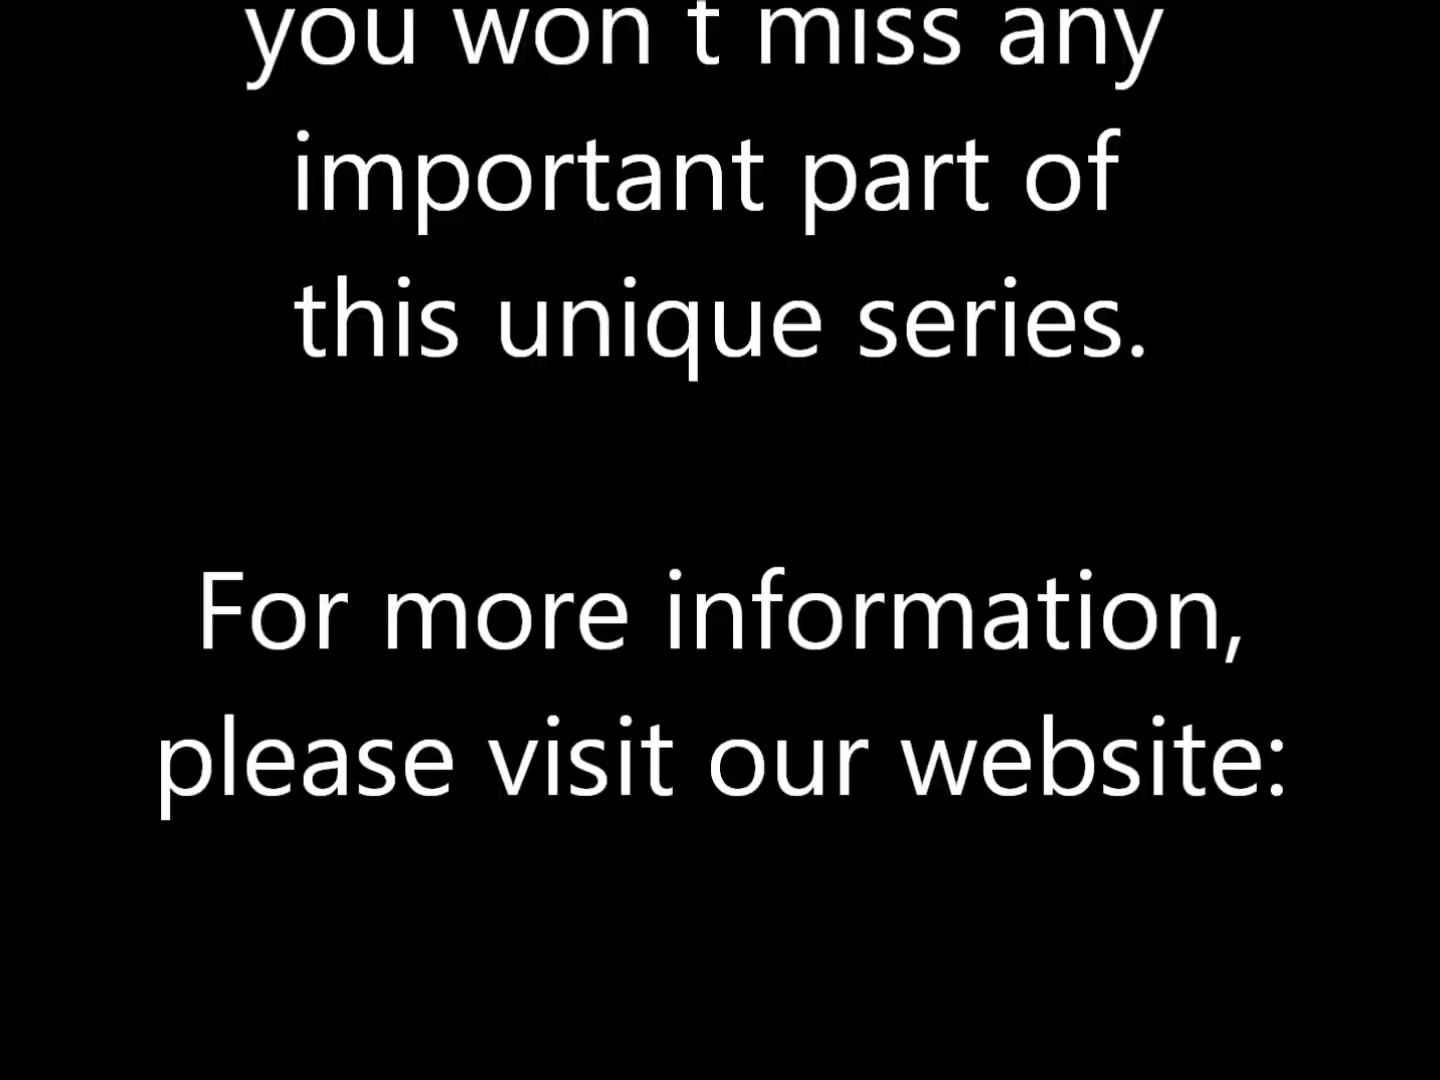 you won't miss any
important part of
this unique series.
For more information,
please visit our website: